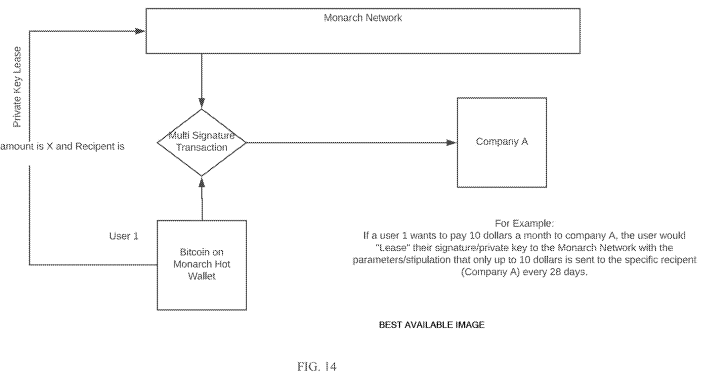 Monarch Network
Private Key Lease
amount is X and Recipent is
Multi Signature
Transaction
Company A
User 1
Bitcoin on
Monarch Hot
Wallet
For Example:
If a user 1 wants to pay 10 dollars a month to company A, the user would
"Lease" their signature/private key to the Monarch Network with the
parameters/stipulation that only up to 10 dollars is sent to the specific recipent
(Company A) every 28 days.
BEST AVAILABLE IMAGE
FIG. 14